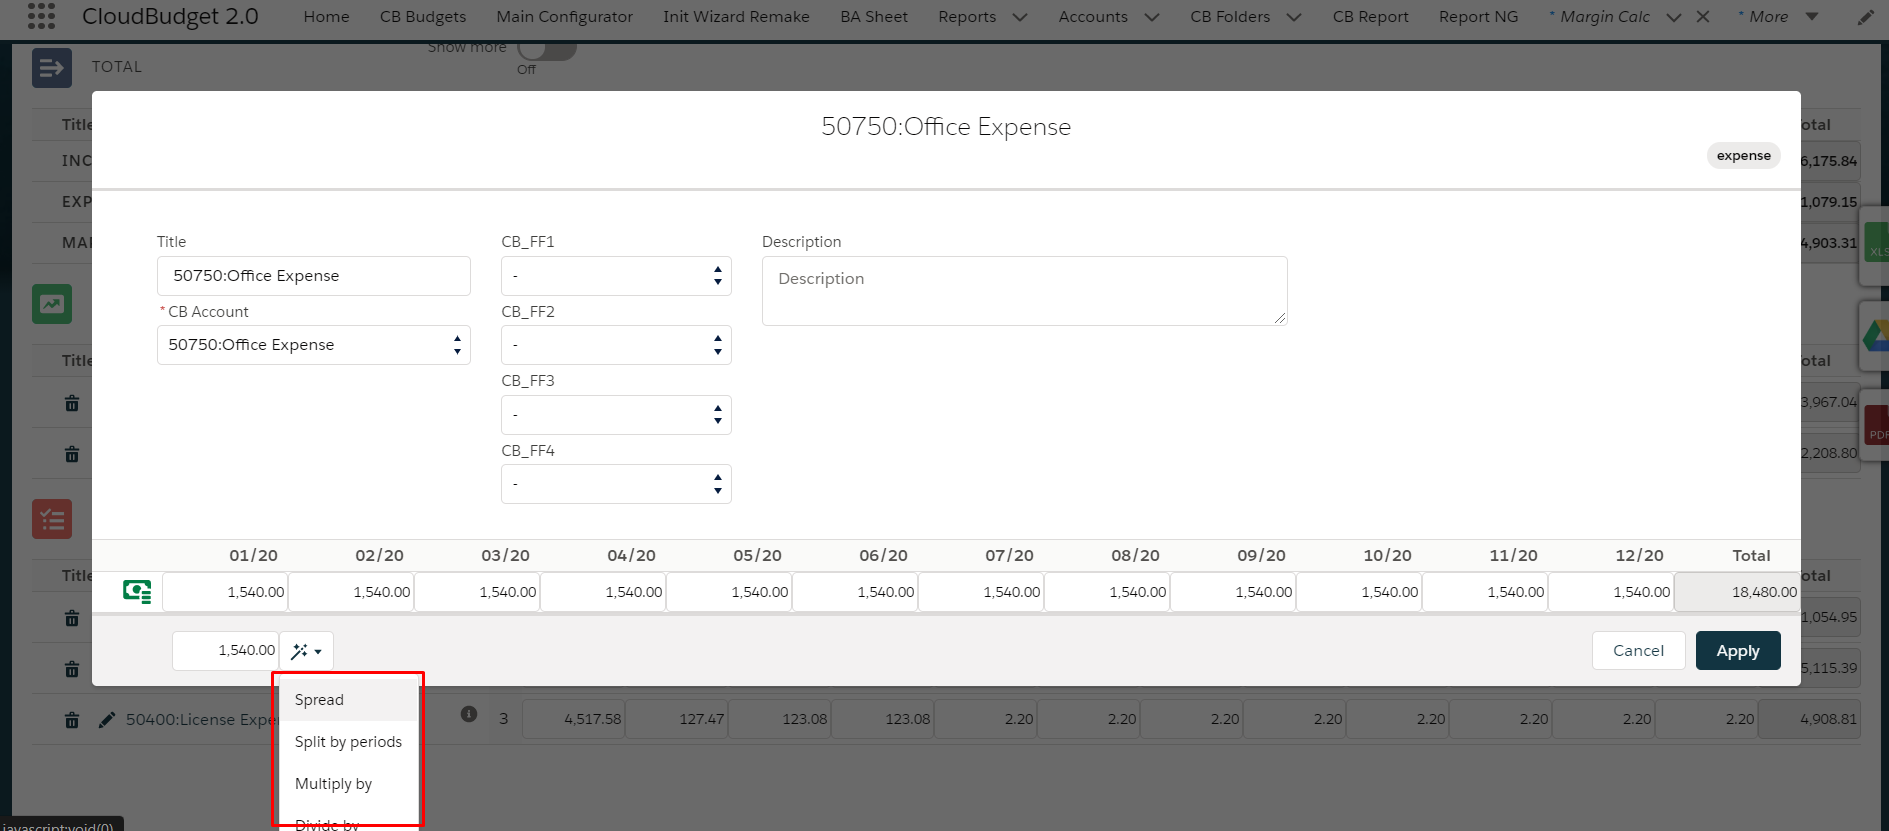 CloudBudget 2.0 Home CB Budgets Main Configurator Init Wizard Remake BA Sheet Reports Accounts CB Folders CB Report Report NG * Margin Calc * More
Show more
Off
TOTAL
50750:Office Expense
expense
Title
INC
EXP
MAI
Total
6,175.84
1,079.15
4,903.31
XLS
Title CB_FF1 Description
50750:Office Expense - Description
* CB Account CB_FF2
50750:Office Expense -
CB_FF3
-
CB_FF4
-
Title
Total
3,967.04
2,208.80
PDF
01/20 02/20 03/20 04/20 05/20 06/20 07/20 08/20 09/20 10/20 11/20 12/20 Total
1,540.00 1,540.00 1,540.00 1,540.00 1,540.00 1,540.00 1,540.00 1,540.00 1,540.00 1,540.00 1,540.00 1,540.00 18,480.00
Title
otal
1,054.95
5,115.39
1,540.00 Cancel Apply
Spread
Split by periods
Multiply by
Divide by
50400:License Expe 3 4,517.58 127.47 123.08 123.08 2.20 2.20 2.20 2.20 2.20 2.20 2.20 2.20 4,908.81
javascript:void(0)